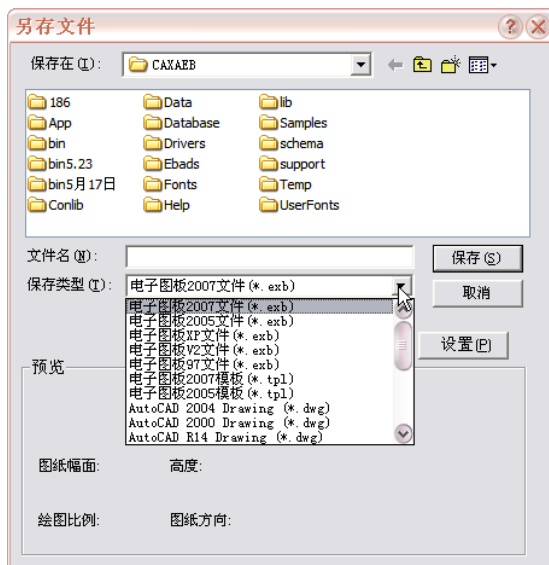 另存文件
保存在(I): CAXAEB
186 Data lib
App Database Samples
bin Drivers schema
bin5.23 Ebads support
bin5月17日 Fonts Temp
Conlib Help UserFonts
文件名(N): 保存(S)
保存类型(T): 电子图板2007文件(*.exb) 取消
电子图板2007文件(*.exb)
电子图板2005文件(*.exb)
电子图板XP文件(*.exb)
电子图板V2文件(*.exb)
电子图板97文件(*.exb)
电子图板2007模板(*.tpl)
电子图板2005模板(*.tpl)
AutoCAD 2004 Drawing (*.dwg)
AutoCAD 2000 Drawing (*.dwg)
AutoCAD R14 Drawing (*.dwg)
设置(P)
预览
图纸幅面: 高度:
绘图比例: 图纸方向: